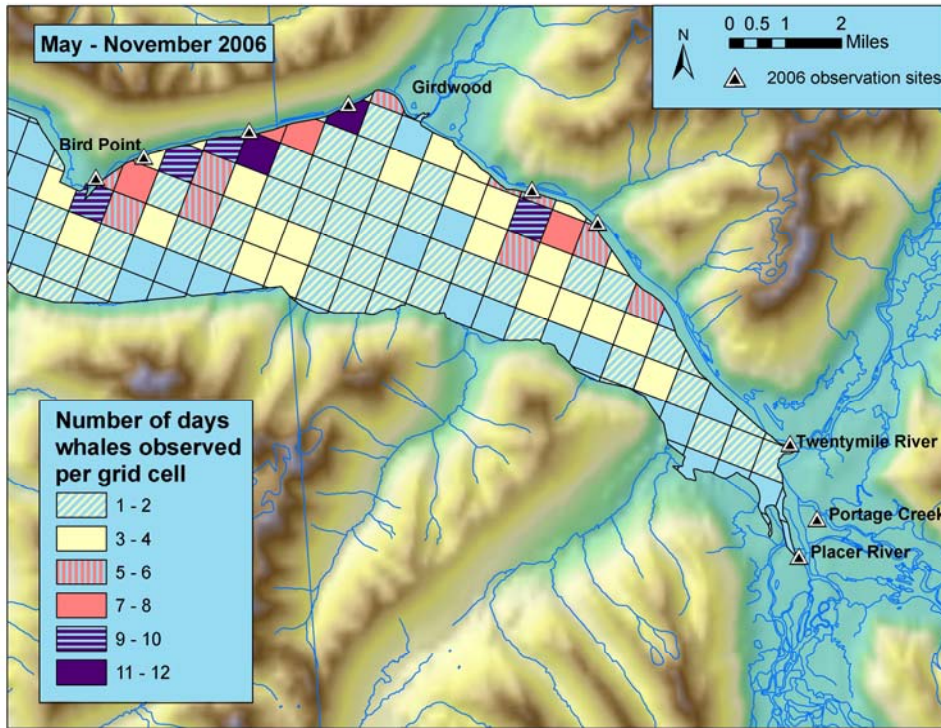 May - November 2006
N
0 0.5 1 2
Miles
2006 observation sites
Girdwood
Bird Point
Number of days
whales observed
per grid cell
1 - 2
3 - 4
5 - 6
7 - 8
9 - 10
11 - 12
Twentymile River
Portage Creek
Placer River